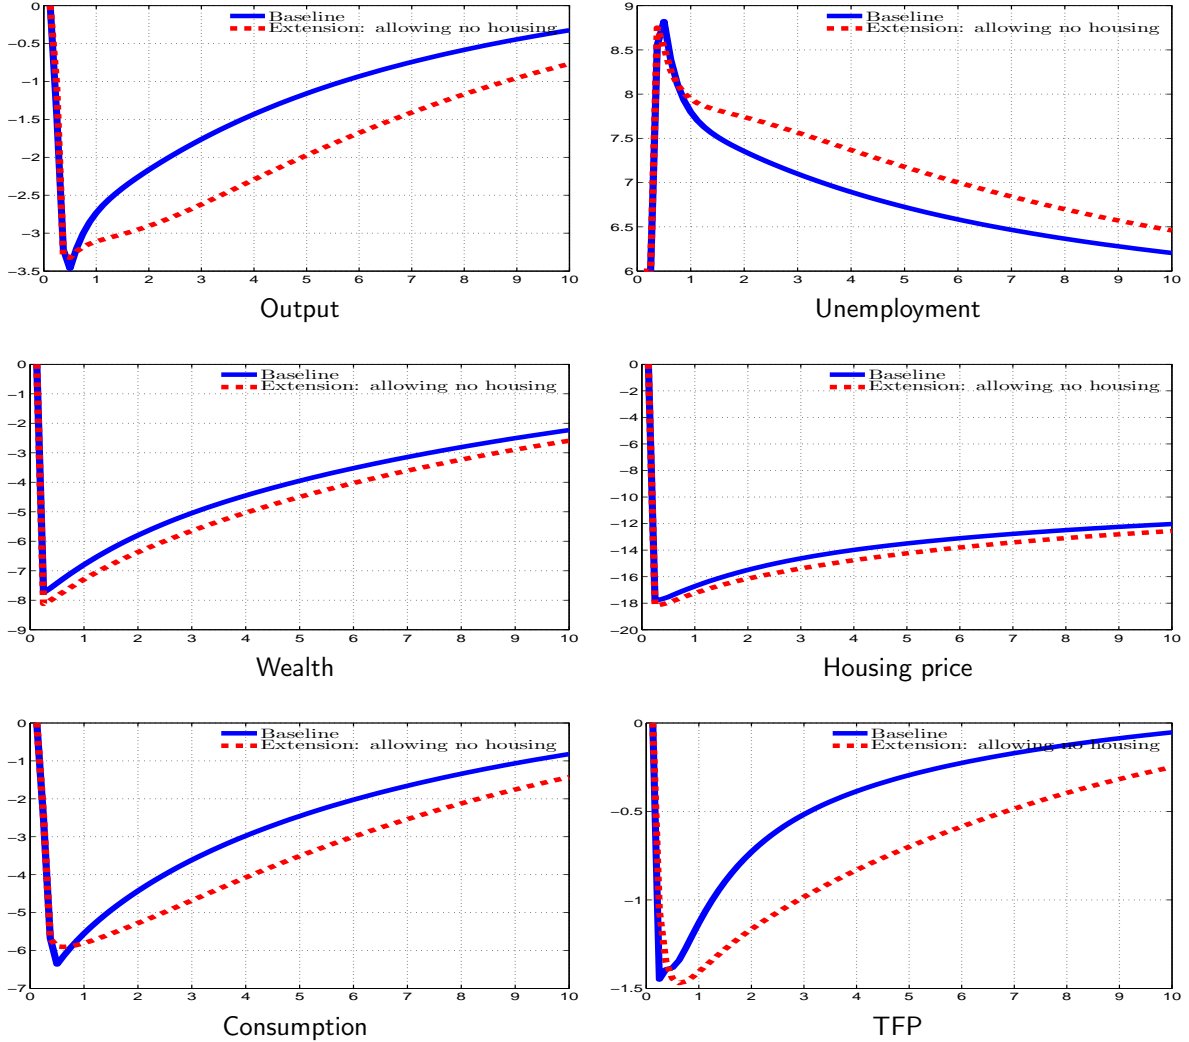 Baseline
Extension: allowing no housing
0
−0.5
−1
−1.5
−2
−2.5
−3
−3.5
0 1 2 3 4 5 6 7 8 9 10
Output
Baseline
Extension: allowing no housing
9
8.5
8
7.5
7
6.5
6
0 1 2 3 4 5 6 7 8 9 10
Unemployment
Baseline
Extension: allowing no housing
0
−1
−2
−3
−4
−5
−6
−7
−8
−9
0 1 2 3 4 5 6 7 8 9 10
Wealth
Baseline
Extension: allowing no housing
0
−2
−4
−6
−8
−10
−12
−14
−16
−18
−20
0 1 2 3 4 5 6 7 8 9 10
Housing price
Baseline
Extension: allowing no housing
0
−1
−2
−3
−4
−5
−6
−7
0 1 2 3 4 5 6 7 8 9 10
Consumption
Baseline
Extension: allowing no housing
0
−0.5
−1
−1.5
0 1 2 3 4 5 6 7 8 9 10
TFP